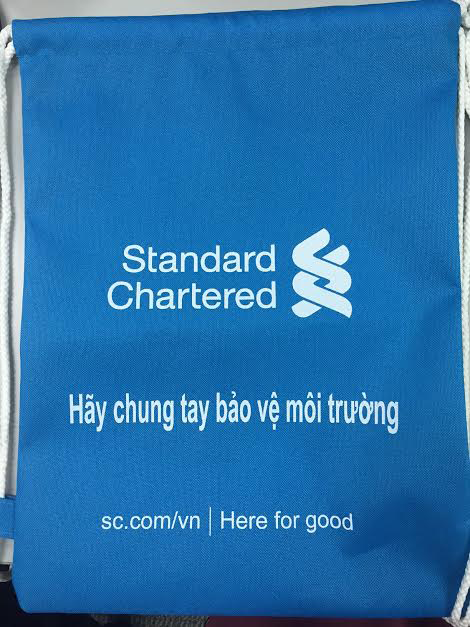 Standard
Chartered
Hãy chung tay bảo vệ môi trường
sc.com/vn | Here for good